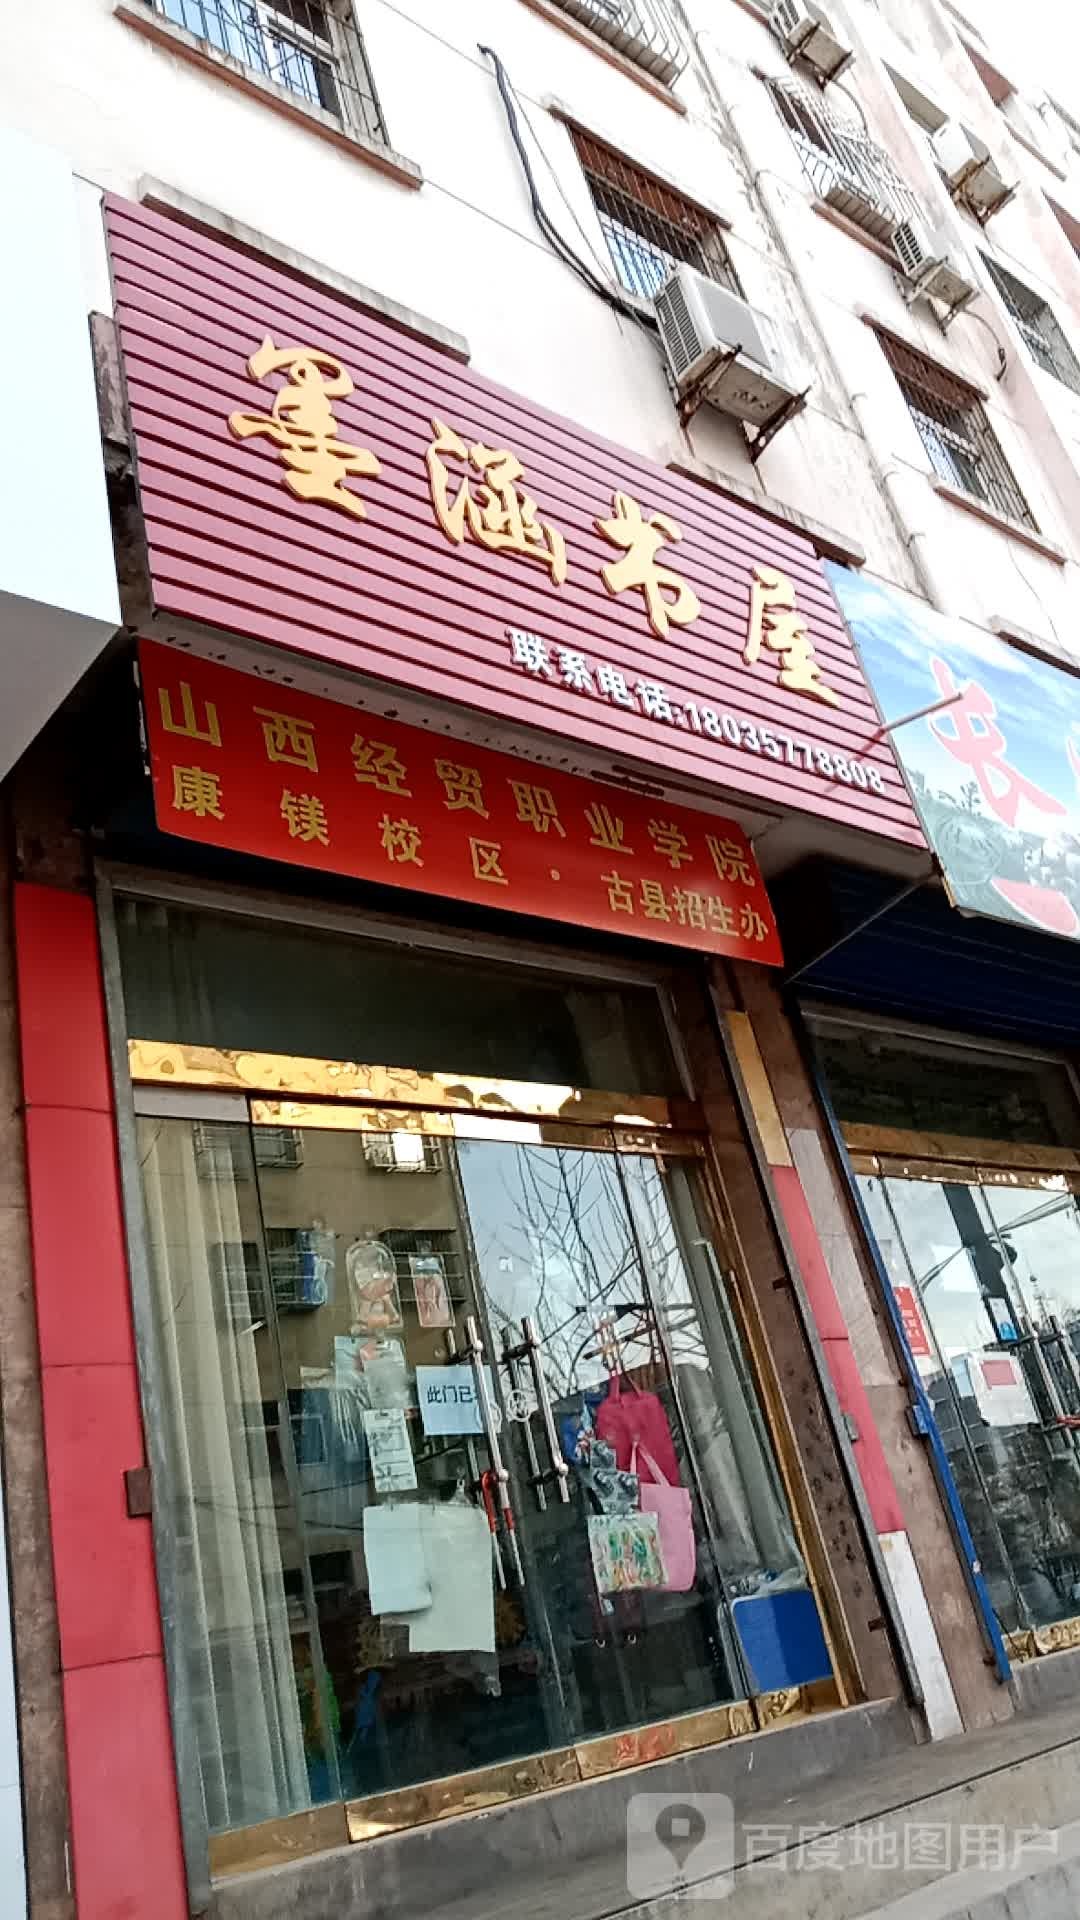 墨涵书屋
联系电话:18035778808
山西经贸职业学院
康镁校区·古县招生办
此门已
百度地图用户